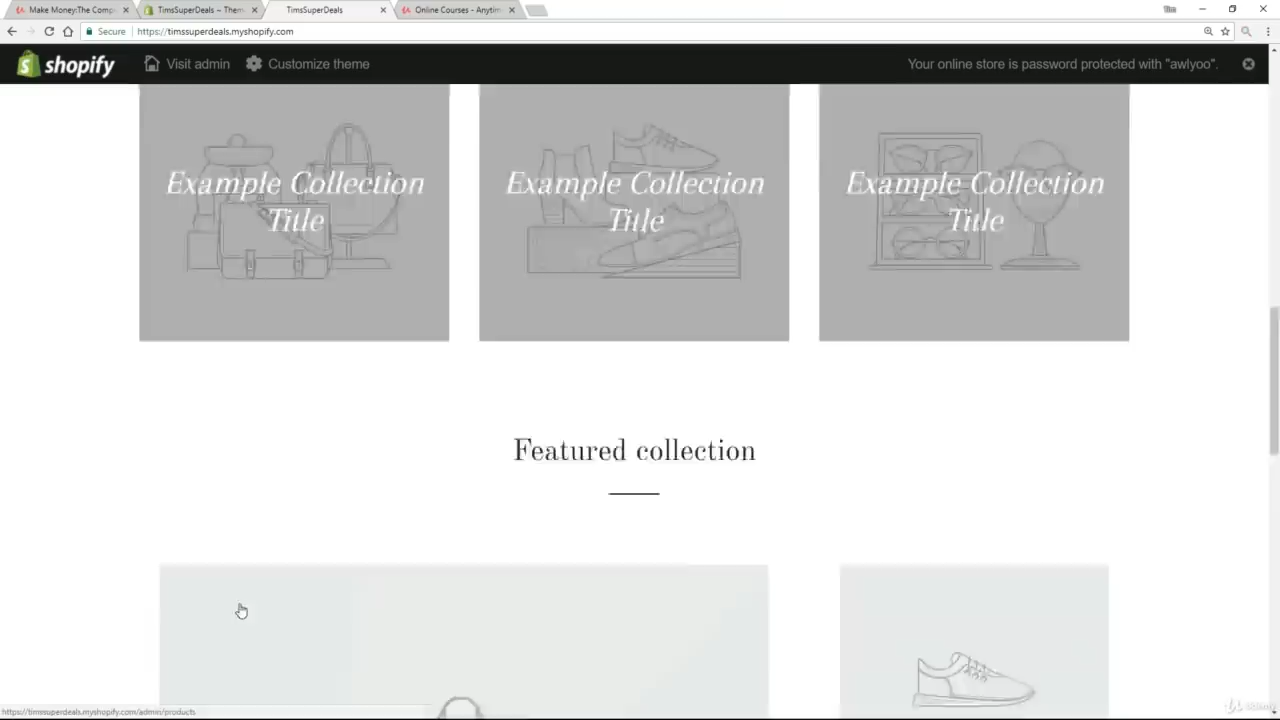 Make Money:The Comp
TimsSuperDeals ~ Them
TimsSuperDeals
Online Courses - Anytim
Tim
Secure
https://timssuperdeals.myshopify.com
shopify
Visit admin
Customize theme
Your online store is password protected with "awlyoo".
Example Collection
Title
Example Collection
Title
Example Collection
Title
Featured collection
https://timssuperdeals.myshopify.com/admin/products
Udemy